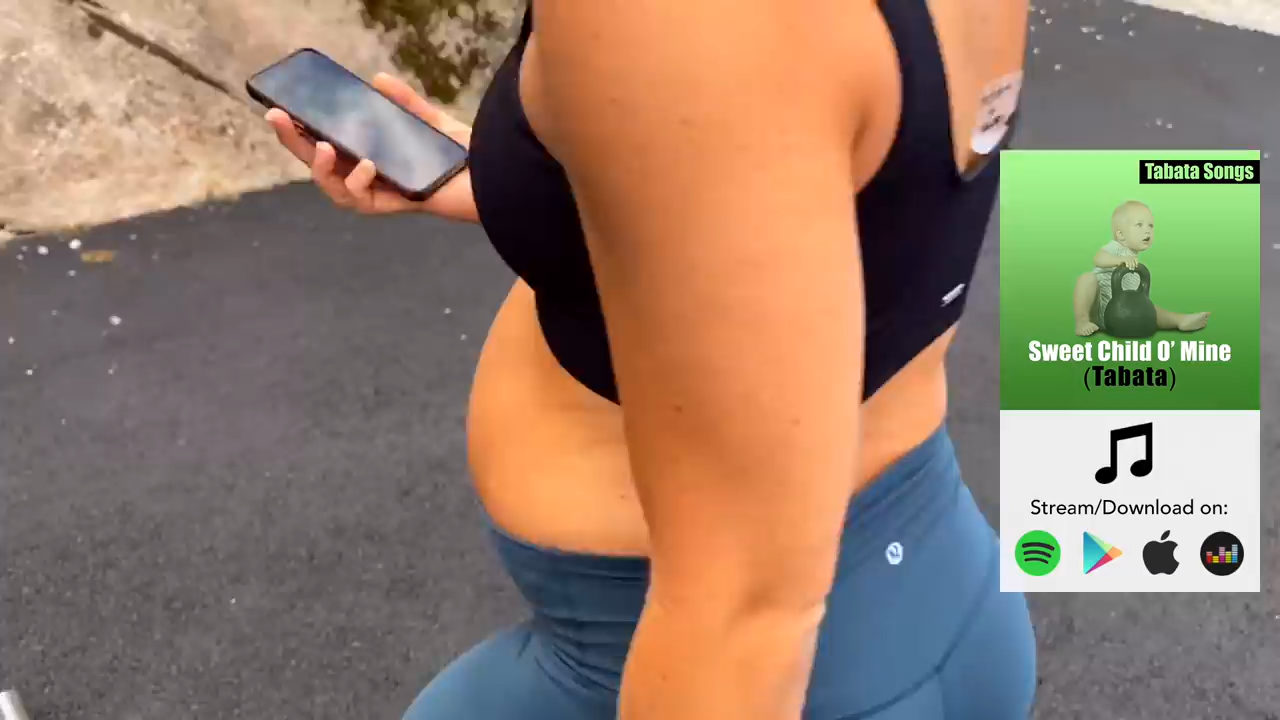 Tabata Songs
Sweet Child O' Mine
(Tabata)
Stream/Download on: